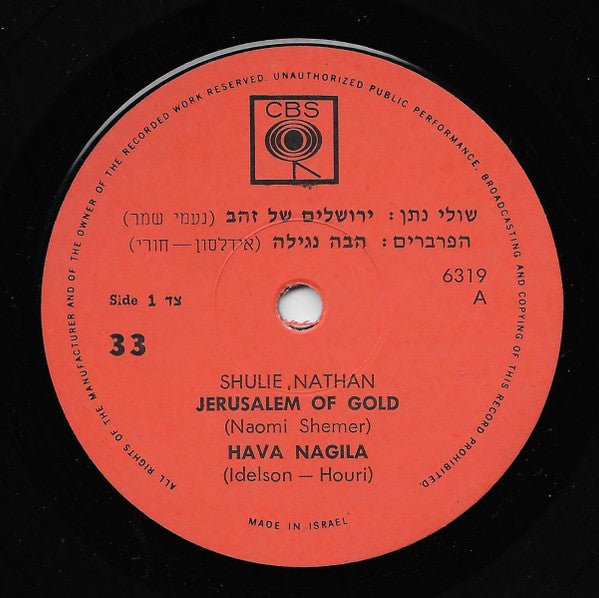 ALL RIGHTS OF THE MANUFACTURER AND OF THE OWNER OF THE RECORDED WORK RESERVED. UNAUTHORIZED PUBLIC PERFORMANCE, BROADCASTING AND COPYING OF THIS RECORD PROHIBITED.
CBS
שולי נתן: ירושלים של זהב (נעמי שמר)
הפרברים: הבה נגילה (אידלסון – חורי)
6319
A
Side 1 צד
33
SHULIE NATHAN
JERUSALEM OF GOLD
(Naomi Shemer)
HAVA NAGILA
(Idelson – Houri)
MADE IN ISRAEL